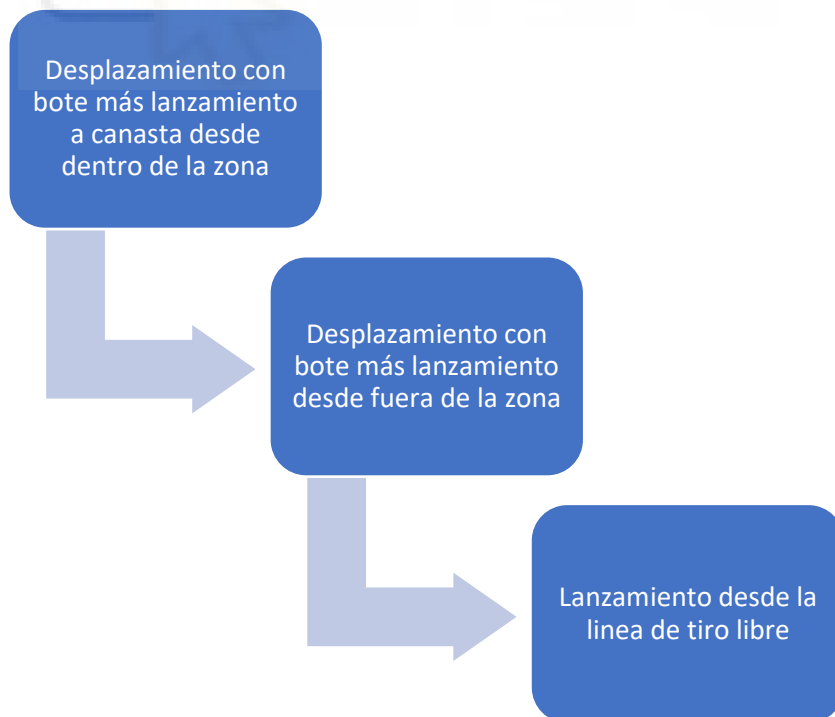 Desplazamiento con
bote más lanzamiento
a canasta desde
dentro de la zona
Desplazamiento con
bote más lanzamiento
desde fuera de la zona
Lanzamiento desde la
linea de tiro libre